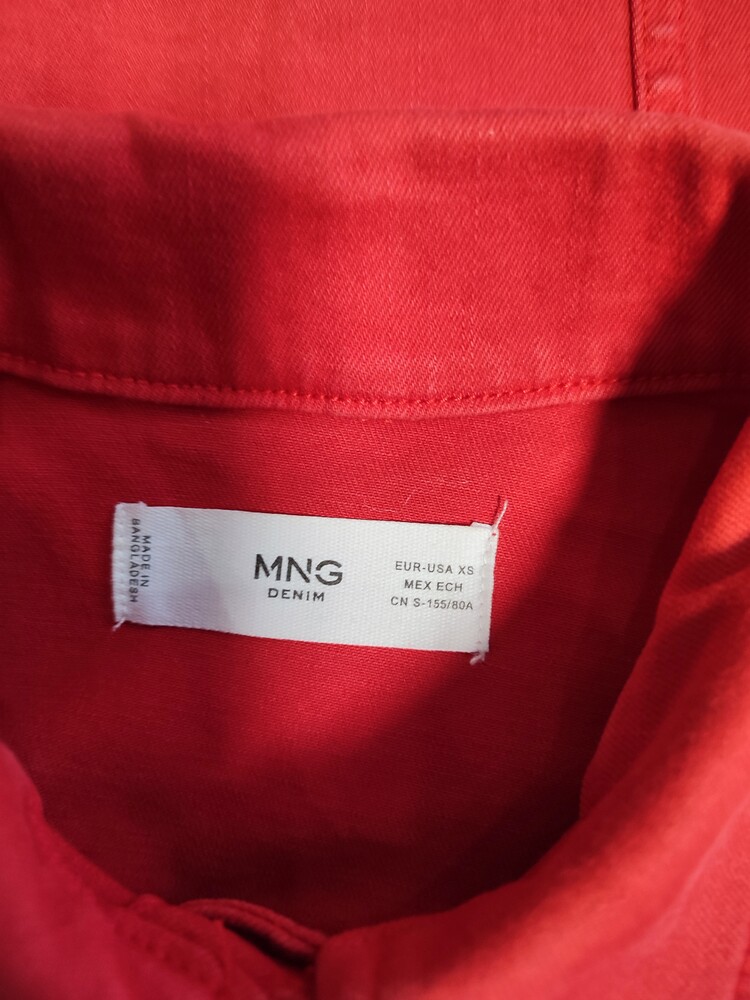 MADE IN
BANGLADESH
MNG
DENIM
EUR-USA XS
MEX ECH
CN S-155/80A